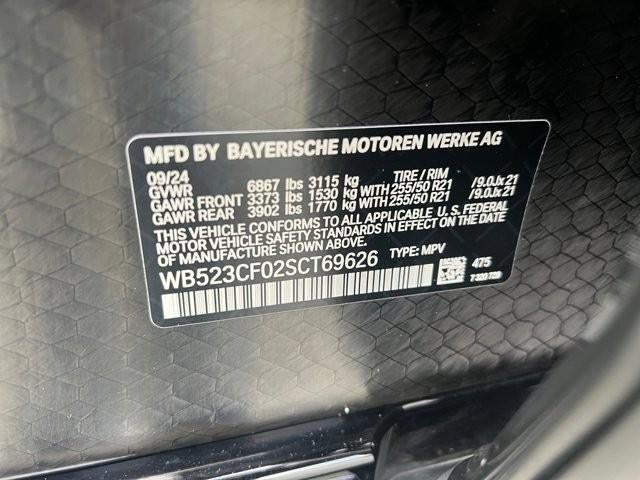 MFD BY BAYERISCHE MOTOREN WERKE AG
09/24 TIRE / RIM
GVWR 6867 lbs 3115 kg
GAWR FRONT 3373 lbs 1530 kg WITH 255/50 R21 /9.0Jx21
GAWR REAR 3902 lbs 1770 kg WITH 255/50 R21 /9.0Jx21
THIS VEHICLE CONFORMS TO ALL APPLICABLE U. S. FEDERAL
MOTOR VEHICLE SAFETY STANDARDS IN EFFECT ON THE DATE
OF MANUFACTURE SHOWN ABOVE.
WB523CF02SCT69626 TYPE: MPV 475